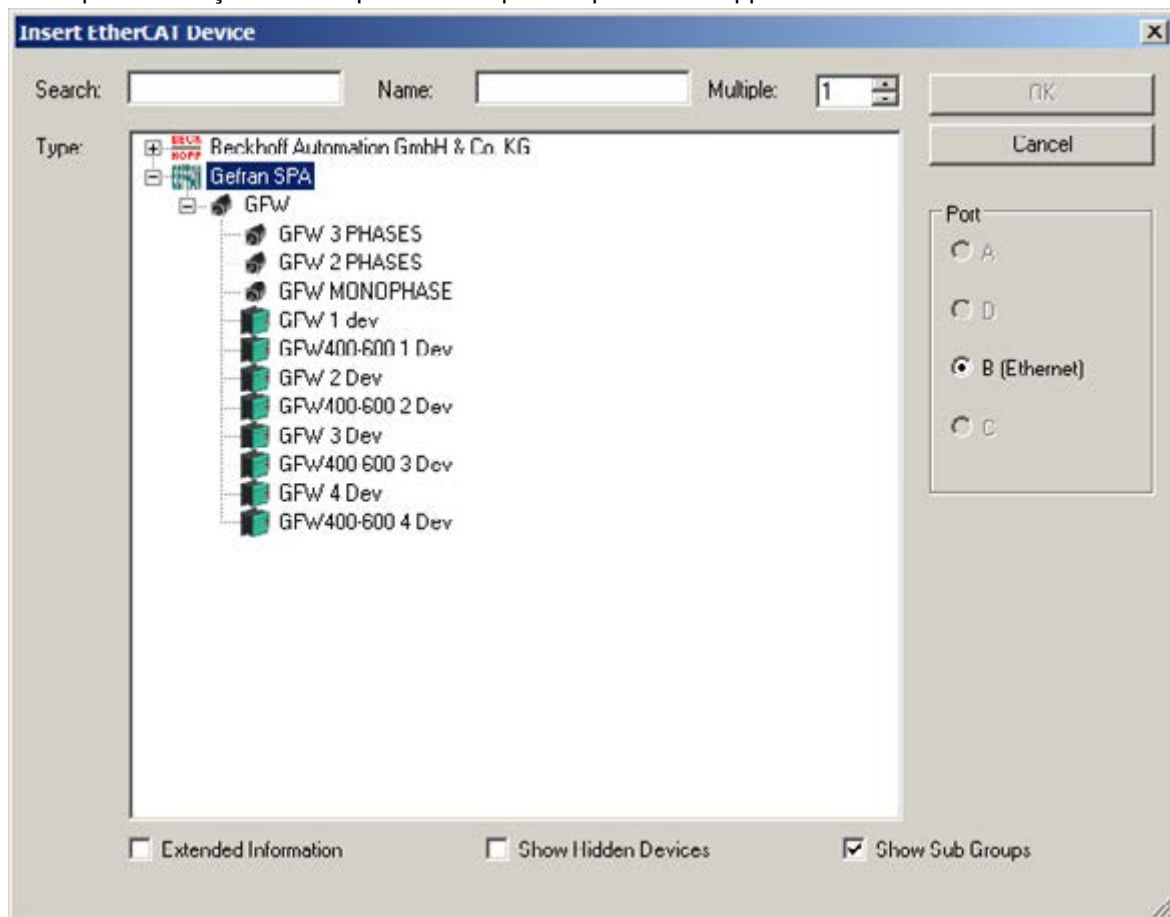 Insert EtherCAT Device
Search: Name: Multiple: 1 OK
Type: Cancel
BECK
HOFF Beckhoff Automation GmbH & Co. KG
Gefran SPA
GFW
GFW 3 PHASES
GFW 2 PHASES
GFW MONOPHASE
GFW 1 dev
GFW400-600 1 Dev
GFW 2 Dev
GFW400-600 2 Dev
GFW 3 Dev
GFW400-600 3 Dev
GFW 4 Dev
GFW400-600 4 Dev
Port
A
D
B (Ethernet)
C
Extended Information Show Hidden Devices Show Sub Groups